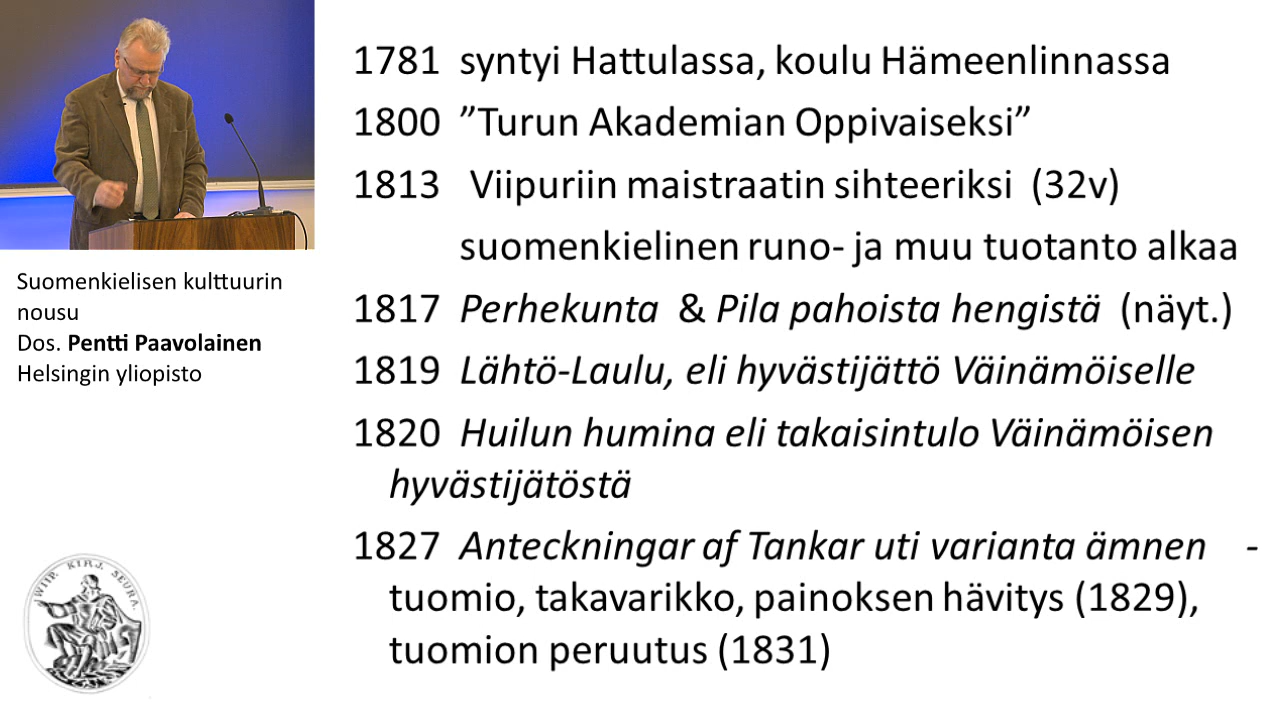 1781 syntyi Hattulassa, koulu Hämeenlinnassa
1800 ”Turun Akademian Oppivaiseksi”
1813 Viipuriin maistraatin sihteeriksi (32v)
suomenkielinen runo- ja muu tuotanto alkaa
1817 Perhekunta & Pila pahoista hengistä (näyt.)
1819 Lähtö-Laulu, eli hyvästijättö Väinämöiselle
1820 Huilun humina eli takaisintulo Väinämöisen
hyvästijätöstä
1827 Anteckningar af Tankar uti varianta ämnen -
tuomio, takavarikko, painoksen hävitys (1829),
tuomion peruutus (1831)
Suomenkielisen kulttuurin
nousu
Dos. Pentti Paavolainen
Helsingin yliopisto
WIIP. KIRJ. SEURA.